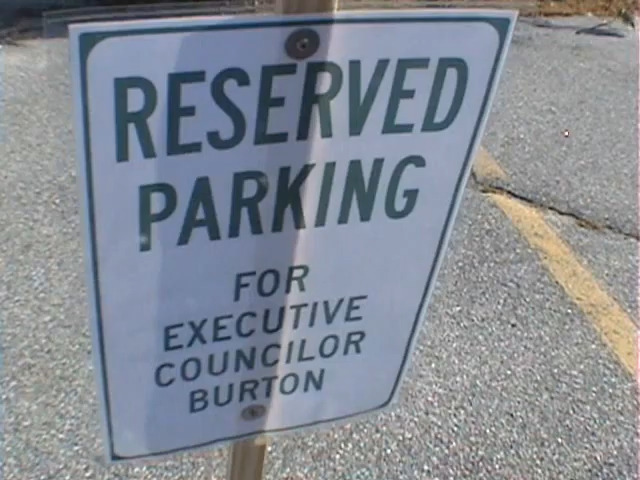 RESERVED
PARKING
FOR
EXECUTIVE
COUNCILOR
BURTON